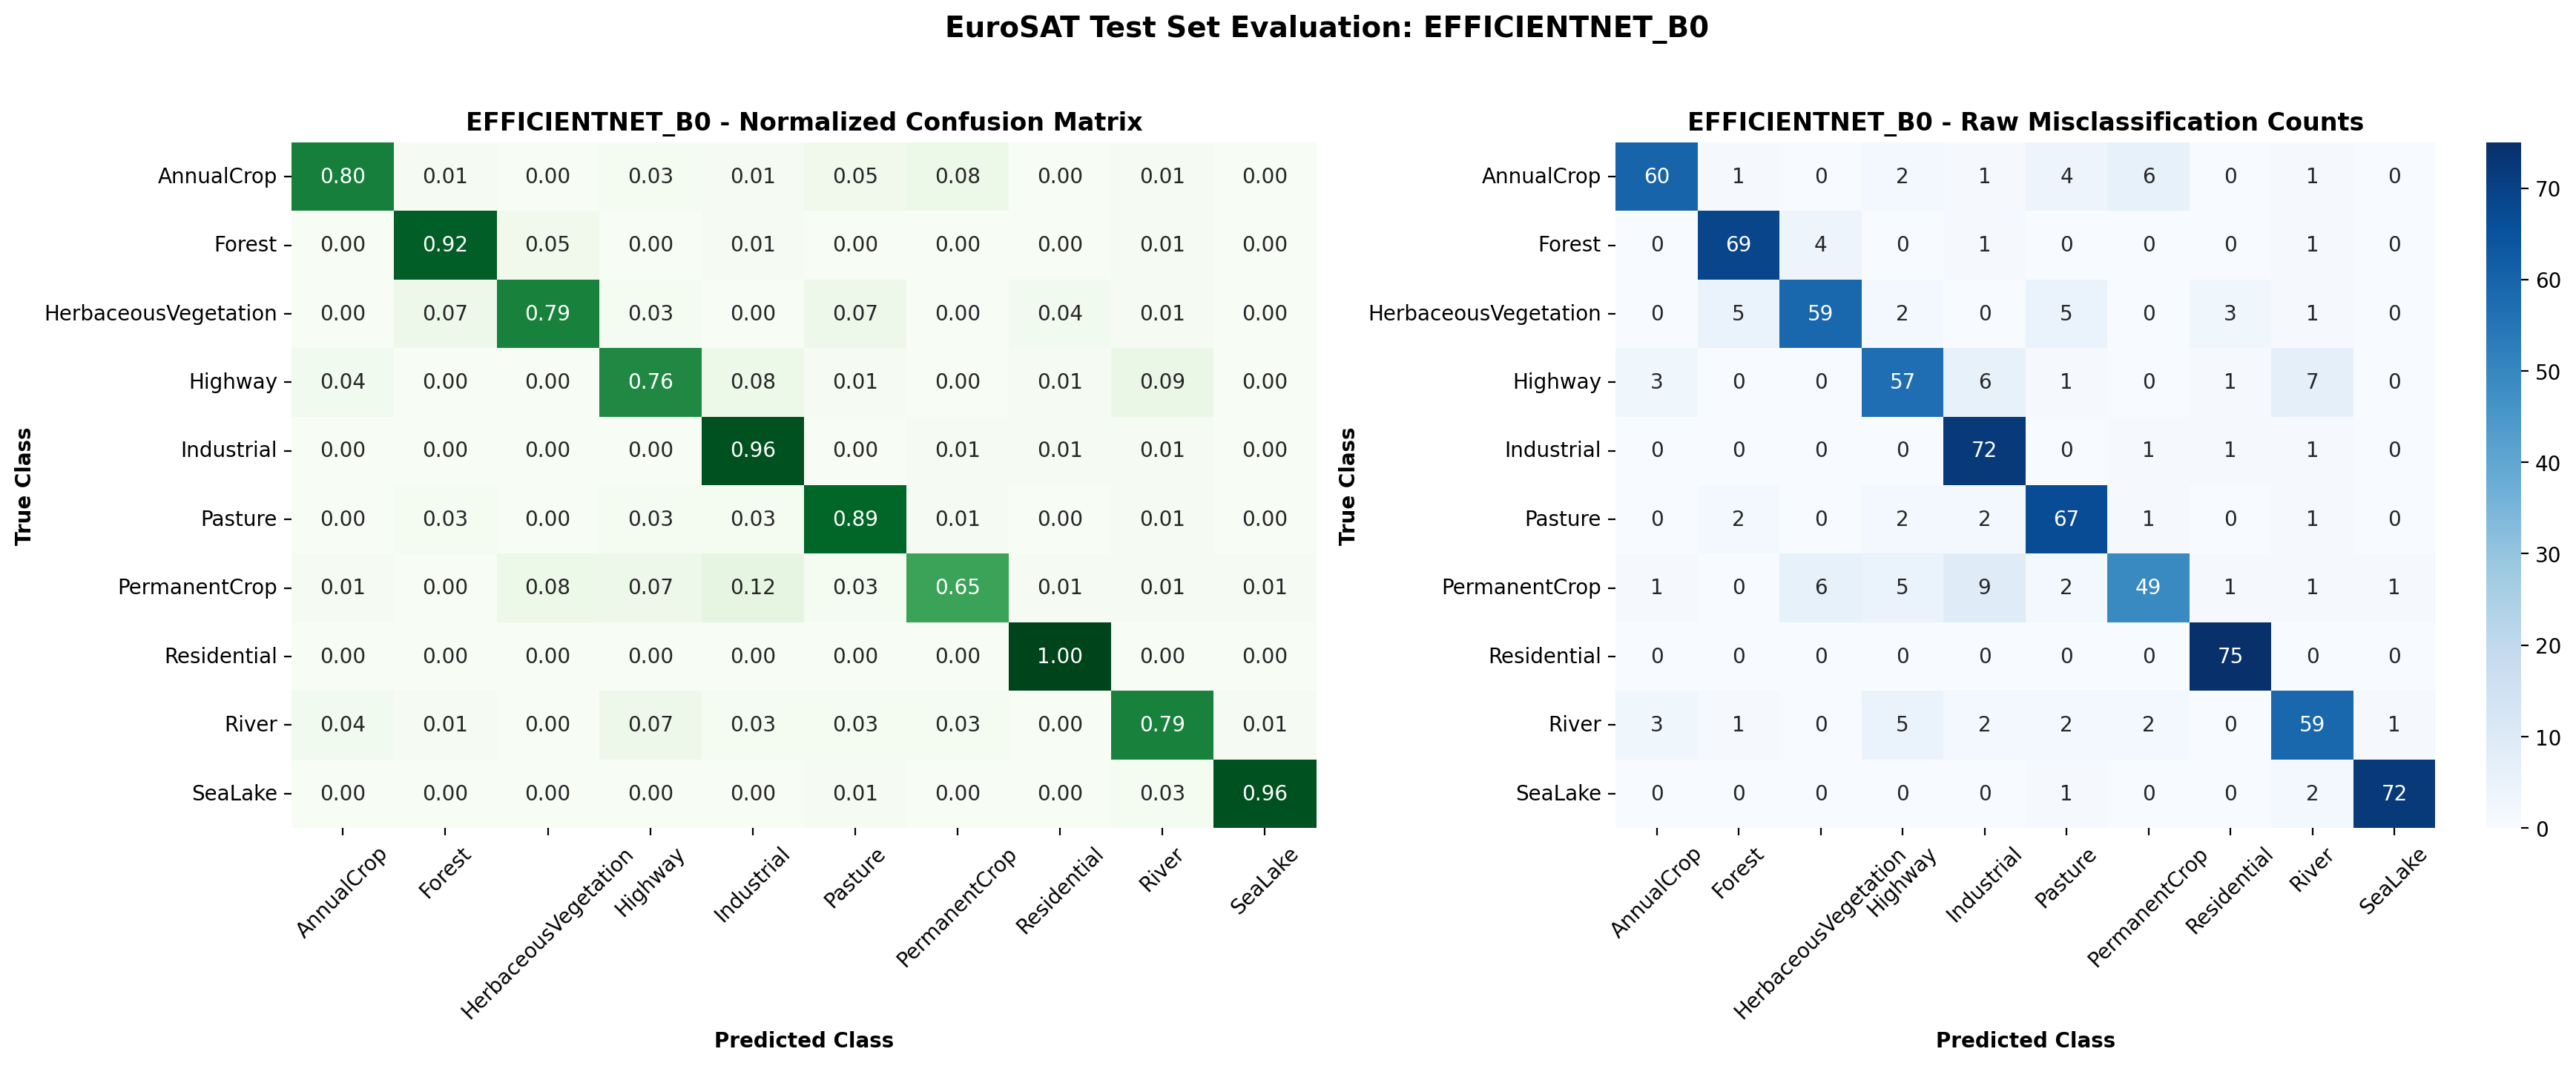 EuroSAT Test Set Evaluation: EFFICIENTNET_B0
EFFICIENTNET_B0 - Normalized Confusion Matrix
True Class
AnnualCrop 0.80 0.01 0.00 0.03 0.01 0.05 0.08 0.00 0.01 0.00
Forest 0.00 0.92 0.05 0.00 0.01 0.00 0.00 0.00 0.01 0.00
HerbaceousVegetation 0.00 0.07 0.79 0.03 0.00 0.07 0.00 0.04 0.01 0.00
Highway 0.04 0.00 0.00 0.76 0.08 0.01 0.00 0.01 0.09 0.00
Industrial 0.00 0.00 0.00 0.00 0.96 0.00 0.01 0.01 0.01 0.00
Pasture 0.00 0.03 0.00 0.03 0.03 0.89 0.01 0.00 0.01 0.00
PermanentCrop 0.01 0.00 0.08 0.07 0.12 0.03 0.65 0.01 0.01 0.01
Residential 0.00 0.00 0.00 0.00 0.00 0.00 0.00 1.00 0.00 0.00
River 0.04 0.01 0.00 0.07 0.03 0.03 0.03 0.00 0.79 0.01
SeaLake 0.00 0.00 0.00 0.00 0.00 0.01 0.00 0.00 0.03 0.96
AnnualCrop Forest HerbaceousVegetation Highway Industrial Pasture PermanentCrop Residential River SeaLake
Predicted Class
EFFICIENTNET_B0 - Raw Misclassification Counts
True Class
AnnualCrop 60 1 0 2 1 4 6 0 1 0
Forest 0 69 4 0 1 0 0 0 1 0
HerbaceousVegetation 0 5 59 2 0 5 0 3 1 0
Highway 3 0 0 57 6 1 0 1 7 0
Industrial 0 0 0 0 72 0 1 1 1 0
Pasture 0 2 0 2 2 67 1 0 1 0
PermanentCrop 1 0 6 5 9 2 49 1 1 1
Residential 0 0 0 0 0 0 0 75 0 0
River 3 1 0 5 2 2 2 0 59 1
SeaLake 0 0 0 0 0 1 0 0 2 72
AnnualCrop Forest HerbaceousVegetation Highway Industrial Pasture PermanentCrop Residential River SeaLake
Predicted Class
70
60
50
40
30
20
10
0